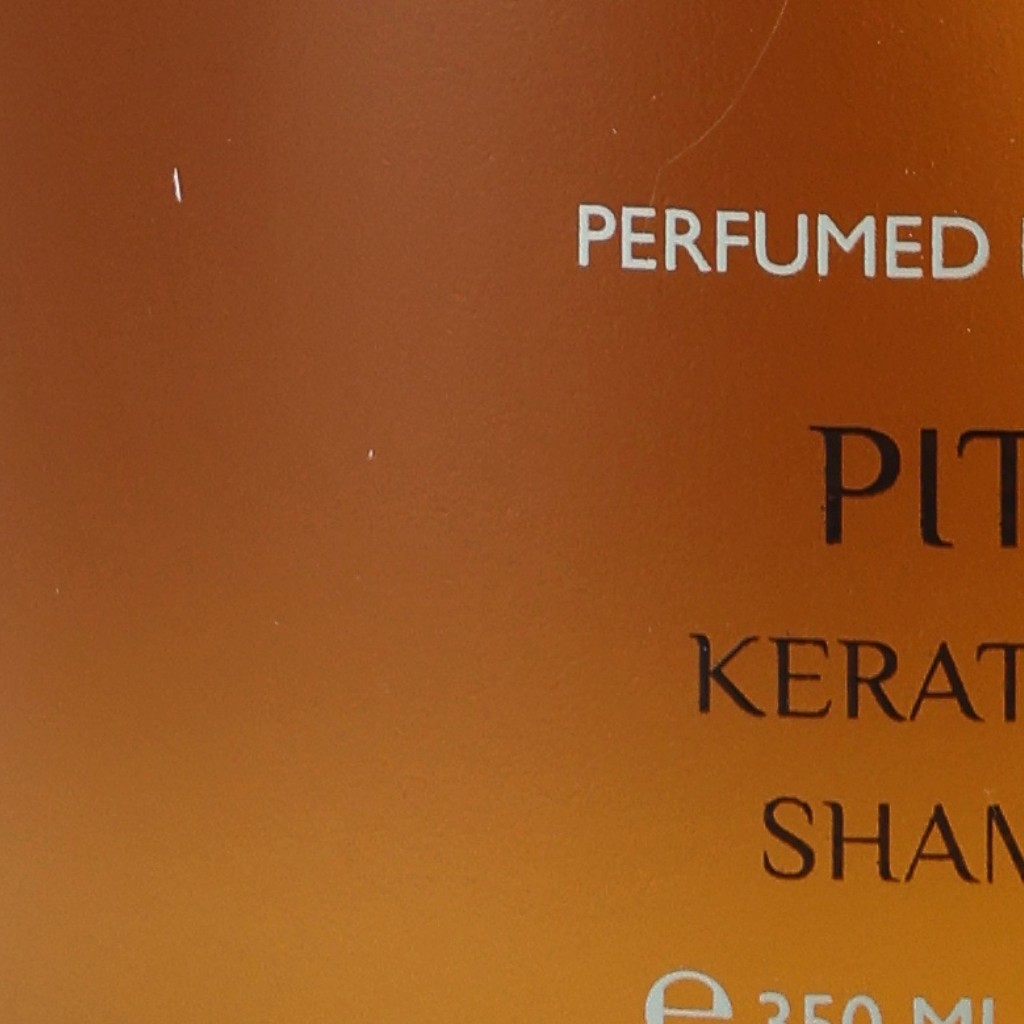 PERFUMED
PIT
KERAT
SHAM
℮ 350 ML